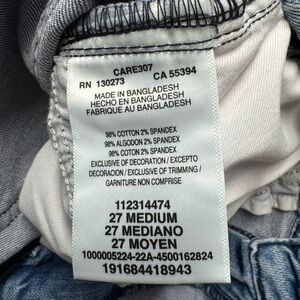 CARE307
RN 130273 CA 55394
MADE IN BANGLADESH
HECHO EN BANGLADESH
FABRIQUE AU BANGLADESH
98% COTTON 2% SPANDEX
98% ALGODON 2% SPANDEX
98% COTON 2% SPANDEX
EXCLUSIVE OF DECORATION / EXCEPTO
DECORACION / EXCLUSIVE OF TRIMMING /
GARNITURE NON COMPRISE
112314474
27 MEDIUM
27 MEDIANO
27 MOYEN
1000005224-22A-4500162824
191684418943